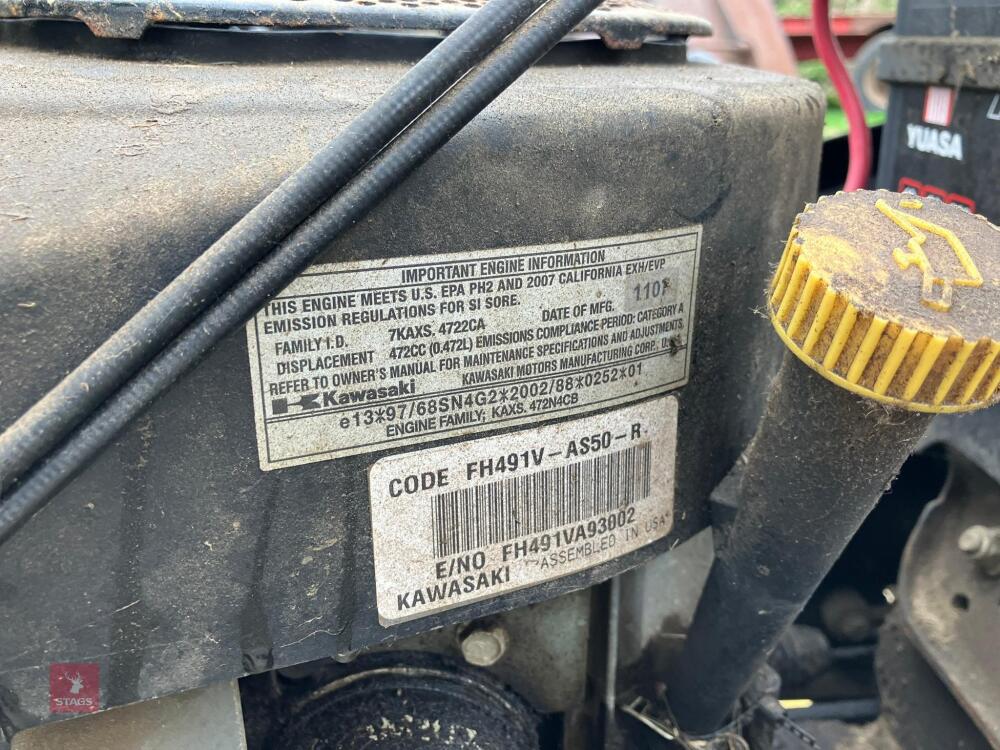 IMPORTANT ENGINE INFORMATION
THIS ENGINE MEETS U.S. EPA PH2 AND 2007 CALIFORNIA EXH/EVP
EMISSION REGULATIONS FOR SI SORE.
FAMILY I.D. 7KAXS. 4722CA DATE OF MFG. 1107
DISPLACEMENT 472CC (0.472L) EMISSIONS COMPLIANCE PERIOD: CATEGORY A
REFER TO OWNER'S MANUAL FOR MAINTENANCE SPECIFICATIONS AND ADJUSTMENTS.
Kawasaki KAWASAKI MOTORS MANUFACTURING CORP.
e13*97/68SN4G2*2002/88*0252*01
ENGINE FAMILY; KAXS. 472N4CB
CODE FH491V-AS50-R
E/NO FH491VA93002
KAWASAKI ASSEMBLED IN USA
YUASA
STAGS